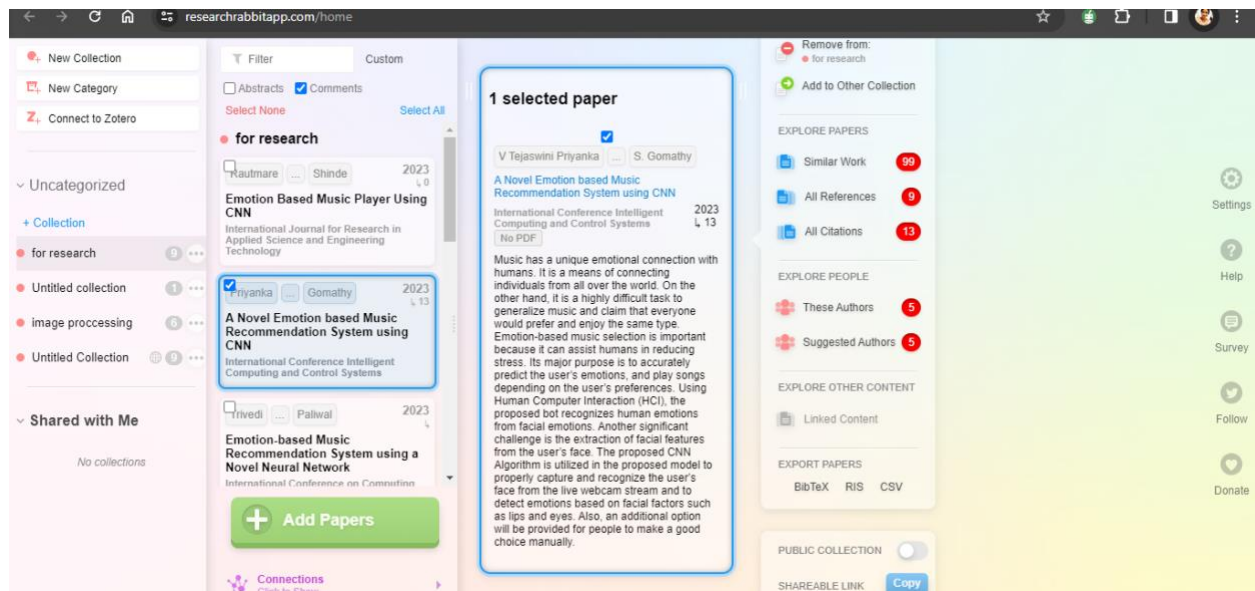 researchrabbitapp.com/home
New Collection
New Category
Connect to Zotero
Uncategorized
+ Collection
for research 9
Untitled collection 1
image proccessing 6
Untitled Collection 9
Shared with Me
No collections
Filter Custom
Abstracts Comments
Select None Select All
for research
Rautmare ... Shinde 2023
0
Emotion Based Music Player Using
CNN
International Journal for Research in
Applied Science and Engineering
Technology
Priyanka ... Gomathy 2023
13
A Novel Emotion based Music
Recommendation System using
CNN
International Conference Intelligent
Computing and Control Systems
Trivedi ... Paliwal 2023
Emotion-based Music
Recommendation System using a
Novel Neural Network
International Conference on Computing
Add Papers
Connections
Click to Show
1 selected paper
V Tejaswini Priyanka ... S. Gomathy
A Novel Emotion based Music
Recommendation System using CNN
International Conference Intelligent 2023
Computing and Control Systems 13
No PDF
Music has a unique emotional connection with
humans. It is a means of connecting
individuals from all over the world. On the
other hand, it is a highly difficult task to
generalize music and claim that everyone
would prefer and enjoy the same type.
Emotion-based music selection is important
because it can assist humans in reducing
stress. Its major purpose is to accurately
predict the user's emotions, and play songs
depending on the user's preferences. Using
Human Computer Interaction (HCI), the
proposed bot recognizes human emotions
from facial emotions. Another significant
challenge is the extraction of facial features
from the user's face. The proposed CNN
Algorithm is utilized in the proposed model to
properly capture and recognize the user's
face from the live webcam stream and to
detect emotions based on facial factors such
as lips and eyes. Also, an additional option
will be provided for people to make a good
choice manually.
Remove from:
for research
Add to Other Collection
EXPLORE PAPERS
Similar Work 99
All References 9
All Citations 13
EXPLORE PEOPLE
These Authors 5
Suggested Authors 5
EXPLORE OTHER CONTENT
Linked Content
EXPORT PAPERS
BibTeX RIS CSV
PUBLIC COLLECTION
SHAREABLE LINK Copy
Settings
Help
Survey
Follow
Donate